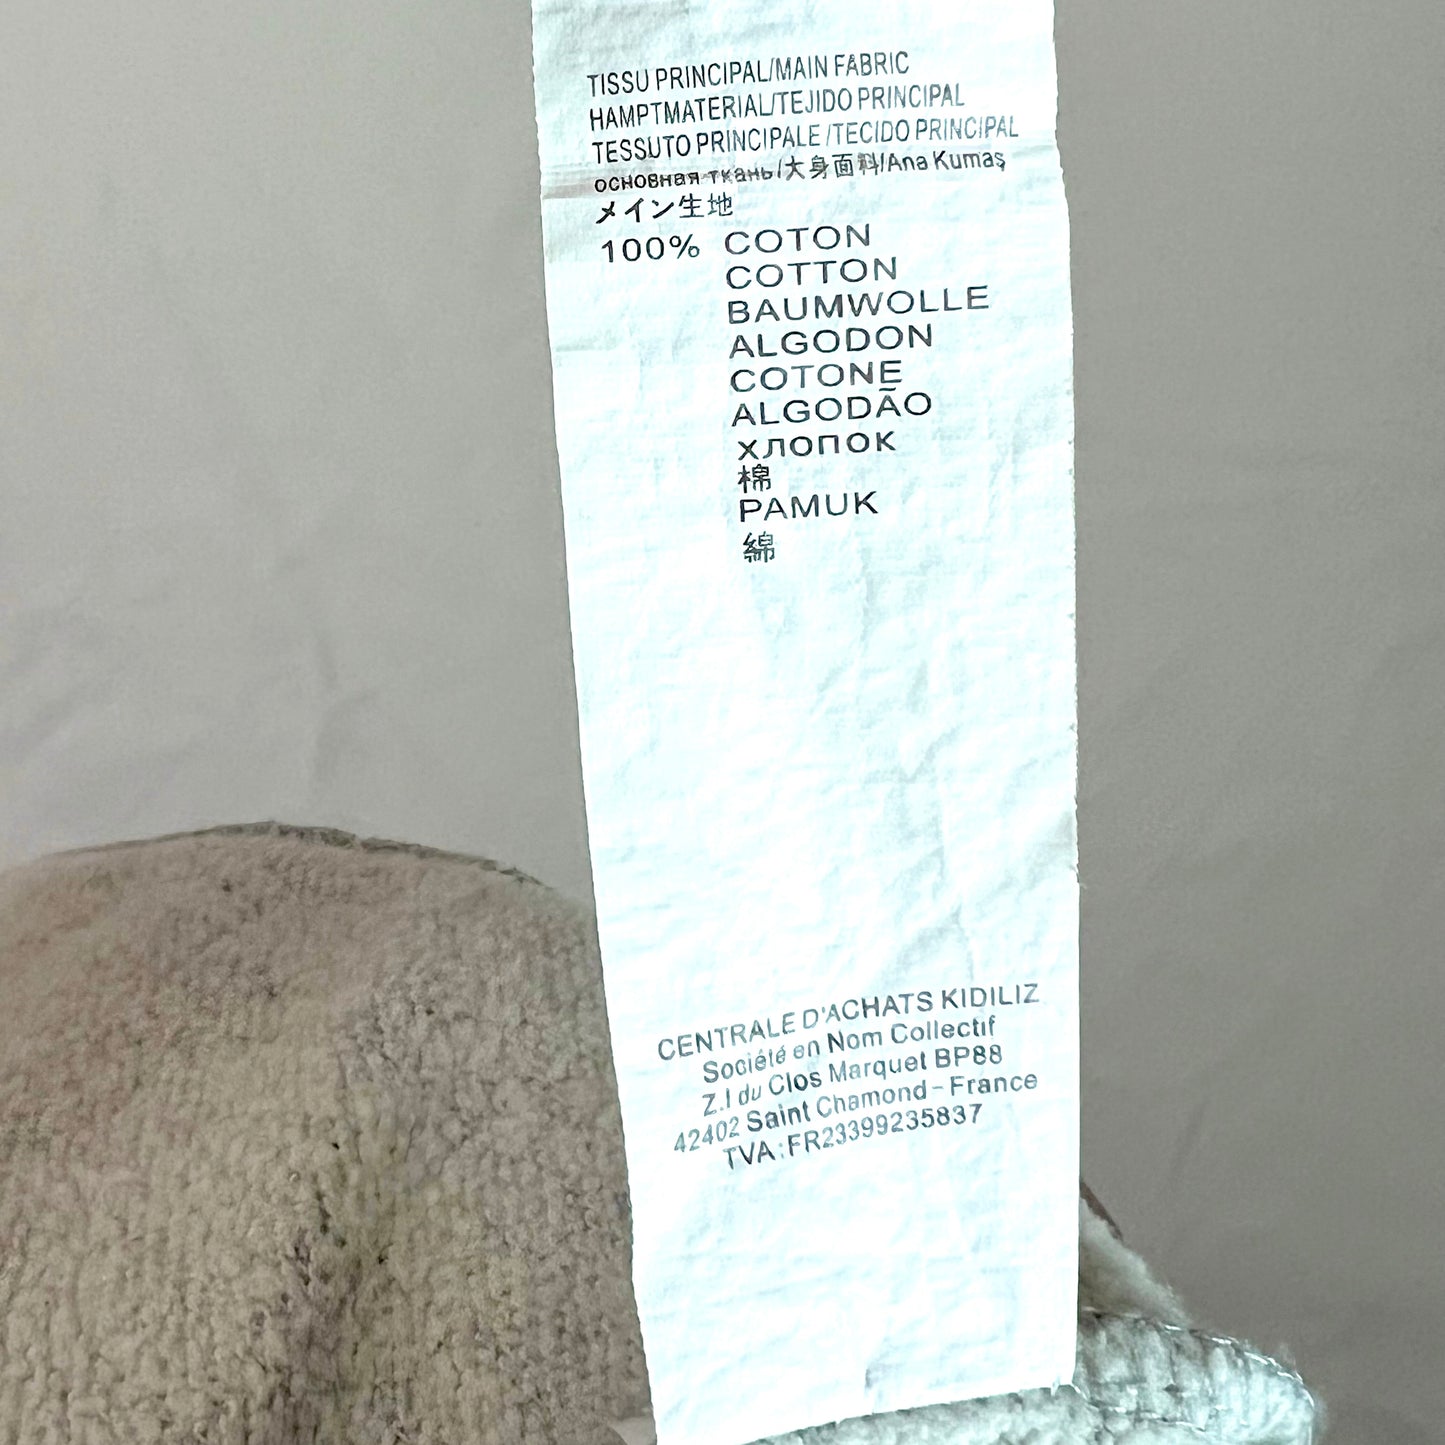 TISSU PRINCIPAL/MAIN FABRIC
HAMPTMATERIAL/TEJIDO PRINCIPAL
TESSUTO PRINCIPALE/TECIDO PRINCIPAL
основная ткань/大身面料/Ana Kumaş
メイン生地
100% COTON
COTTON
BAUMWOLLE
ALGODON
COTONE
ALGODÃO
хлопок
棉
PAMUK
綿
CENTRALE D'ACHATS KIDILIZ
Société en Nom Collectif
Z.I du Clos Marquet BP88
42402 Saint Chamond - France
TVA : FR23399235837